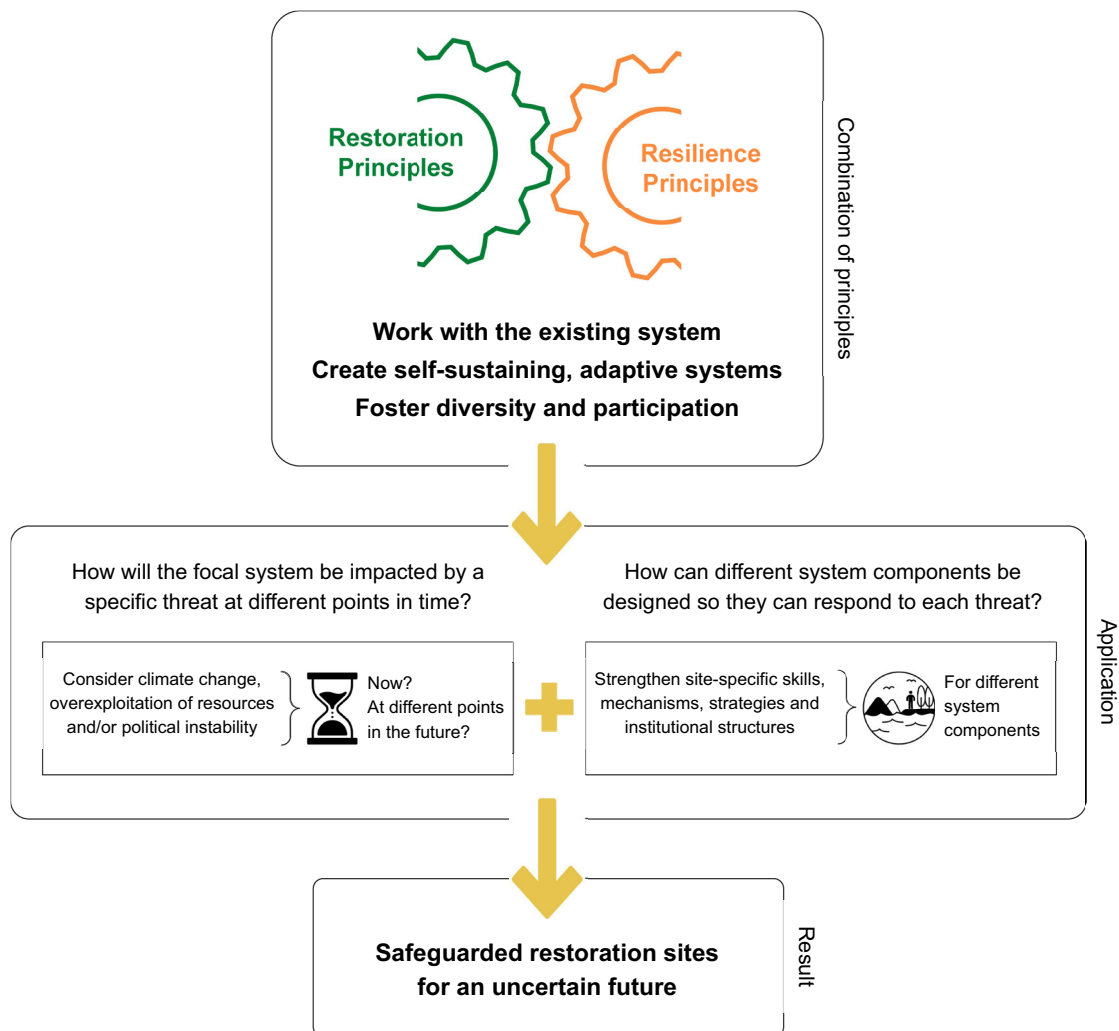 Restoration
Principles
Resilience
Principles
Work with the existing system
Create self-sustaining, adaptive systems
Foster diversity and participation
Combination of principles
How will the focal system be impacted by a
specific threat at different points in time?
Consider climate change,
overexploitation of resources
and/or political instability
Now?
At different points
in the future?
How can different system components be
designed so they can respond to each threat?
Strengthen site-specific skills,
mechanisms, strategies and
institutional structures
For different
system
components
Application
Safeguarded restoration sites
for an uncertain future
Result